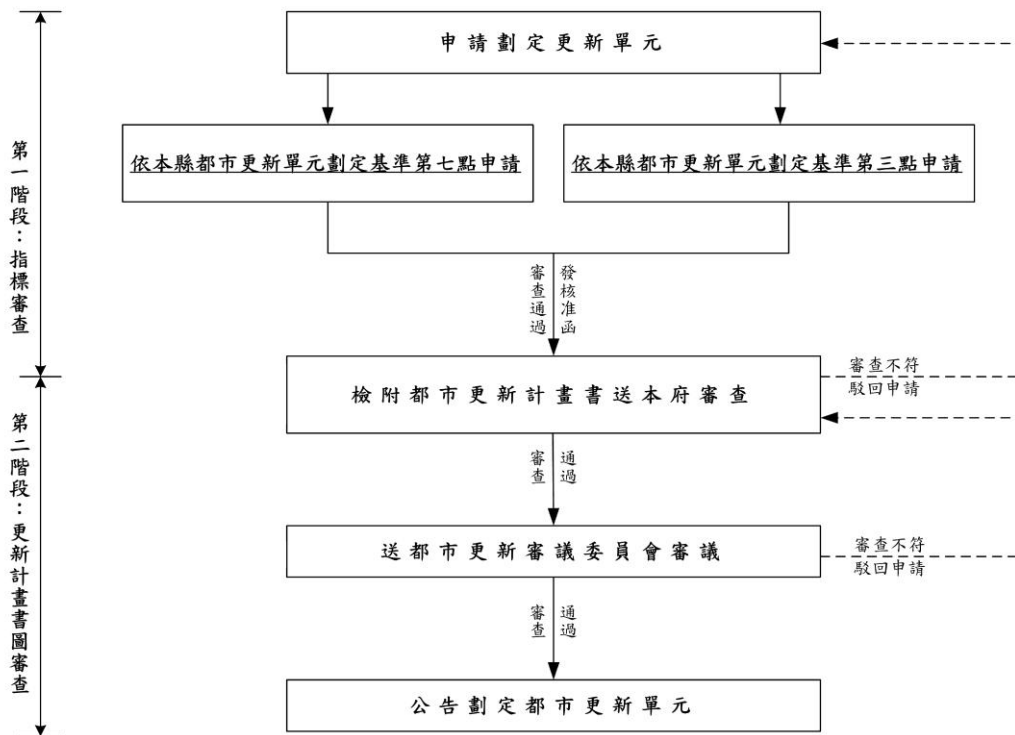 申請劃定更新單元
依本縣都市更新單元劃定基準第七點申請
依本縣都市更新單元劃定基準第三點申請
第一階段：指標審查
審查通過
發核准函
檢附都市更新計畫書送本府審查
審查不符
駁回申請
第二階段：更新計畫書圖審查
審查
通過
送都市更新審議委員會審議
審查不符
駁回申請
審查
通過
公告劃定都市更新單元